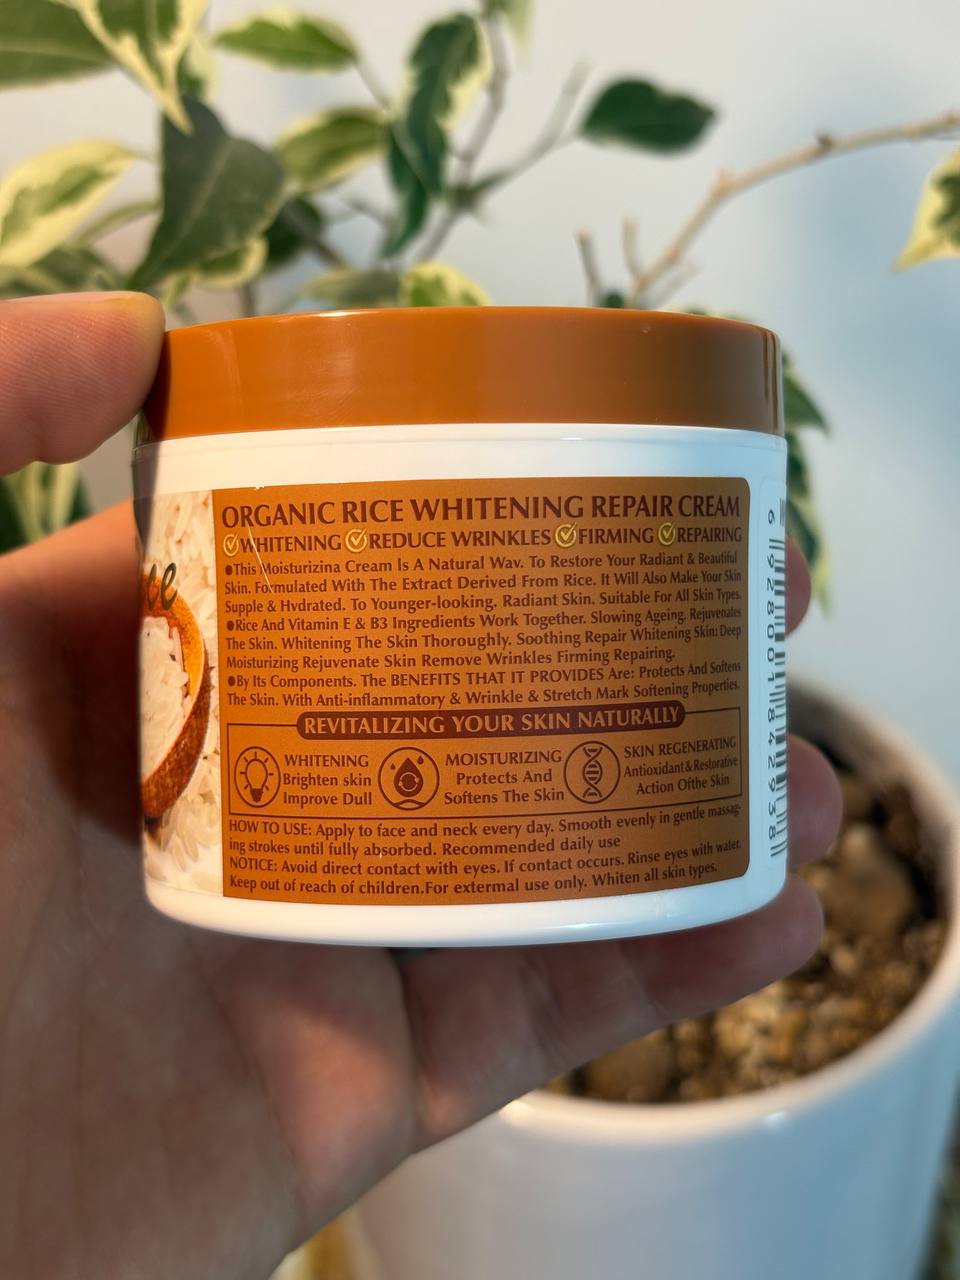 ce
ORGANIC RICE WHITENING REPAIR CREAM
WHITENING REDUCE WRINKLES FIRMING REPAIRING
●This Moisturizina Cream Is A Natural Wav. To Restore Your Radiant & Beautiful
Skin. Formulated With The Extract Derived From Rice. It Will Also Make Your Skin
Supple & Hvdrated. To Younger-looking. Radiant Skin. Suitable For All Skin Types.
●Rice And Vitamin E & B3 Ingredients Work Together. Slowing Ageing. Rejuvenates
The Skin. Whitening The Skin Thoroughly. Soothing Repair Whitening Skin: Deep
Moisturizing Rejuvenate Skin Remove Wrinkles Firming Repairing.
●By Its Components. The BENEFITS THAT IT PROVIDES Are: Protects And Softens
The Skin. With Anti-inflammatory & Wrinkle & Stretch Mark Softening Properties.
REVITALIZING YOUR SKIN NATURALLY
WHITENING
Brighten skin
Improve Dull
MOISTURIZING
Protects And
Softens The Skin
SKIN REGENERATING
Antioxidant & Restorative
Action Ofthe Skin
HOW TO USE: Apply to face and neck every day. Smooth evenly in gentle massag-
ing strokes until fully absorbed. Recommended daily use
NOTICE: Avoid direct contact with eyes. If contact occurs. Rinse eyes with water.
Keep out of reach of children.For extermal use only. Whiten all skin types.
6 928001 842938